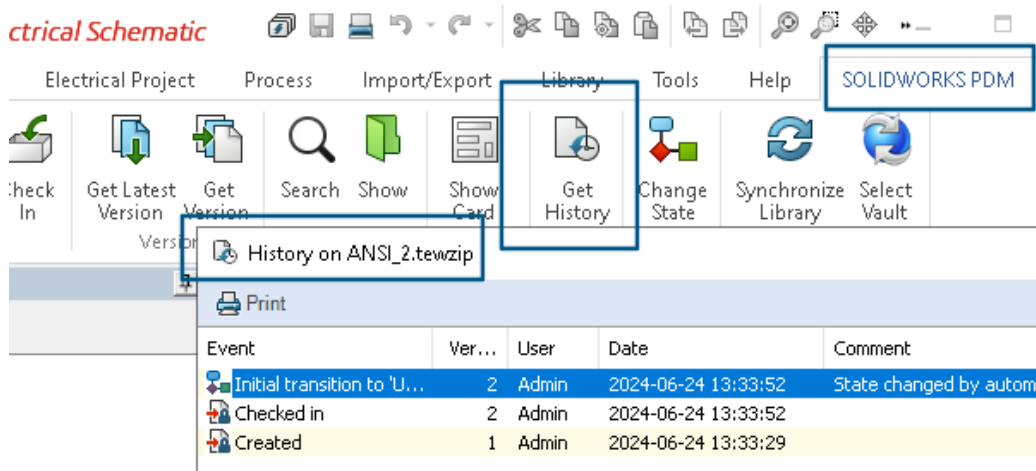 ctrical Schematic
Electrical Project Process Import/Export Library Tools Help SOLIDWORKS PDM
Check In
Get Latest Version
Get Version
Search
Show
Show Card
Get History
Change State
Synchronize Library
Select Vault
Version
History on ANSI_2.tewzip
Print
Event Ver... User Date Comment
Initial transition to 'U... 2 Admin 2024-06-24 13:33:52 State changed by autom
Checked in 2 Admin 2024-06-24 13:33:52
Created 1 Admin 2024-06-24 13:33:29